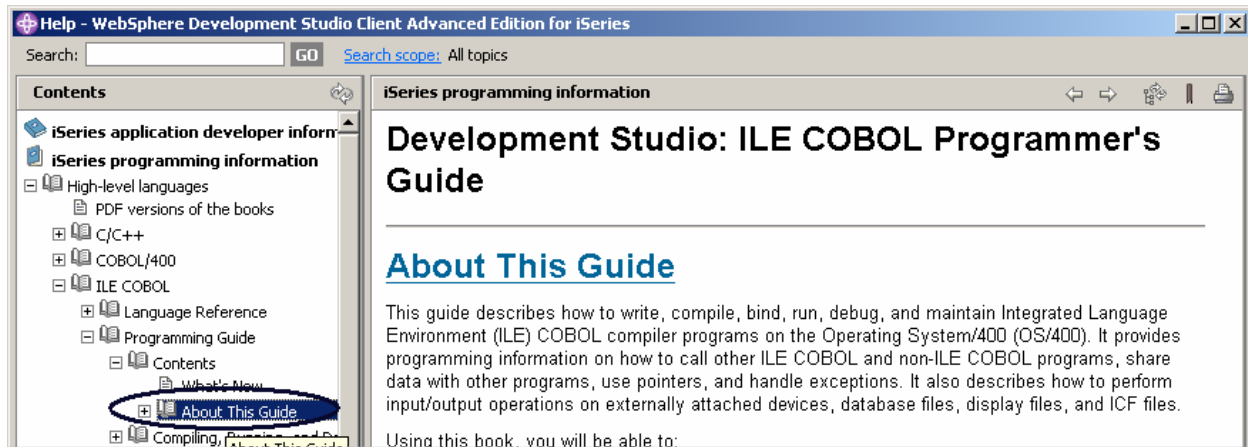 Help - WebSphere Development Studio Client Advanced Edition for iSeries
Search: GO Search scope: All topics
Contents
iSeries application developer inform
iSeries programming information
High-level languages
PDF versions of the books
C/C++
COBOL/400
ILE COBOL
Language Reference
Programming Guide
Contents
What's New
About This Guide
Compiling, Running, and De
About This Guide
iSeries programming information
Development Studio: ILE COBOL Programmer's
Guide
About This Guide
This guide describes how to write, compile, bind, run, debug, and maintain Integrated Language
Environment (ILE) COBOL compiler programs on the Operating System/400 (OS/400). It provides
programming information on how to call other ILE COBOL and non-ILE COBOL programs, share
data with other programs, use pointers, and handle exceptions. It also describes how to perform
input/output operations on externally attached devices, database files, display files, and ICF files.
Using this book, you will be able to: